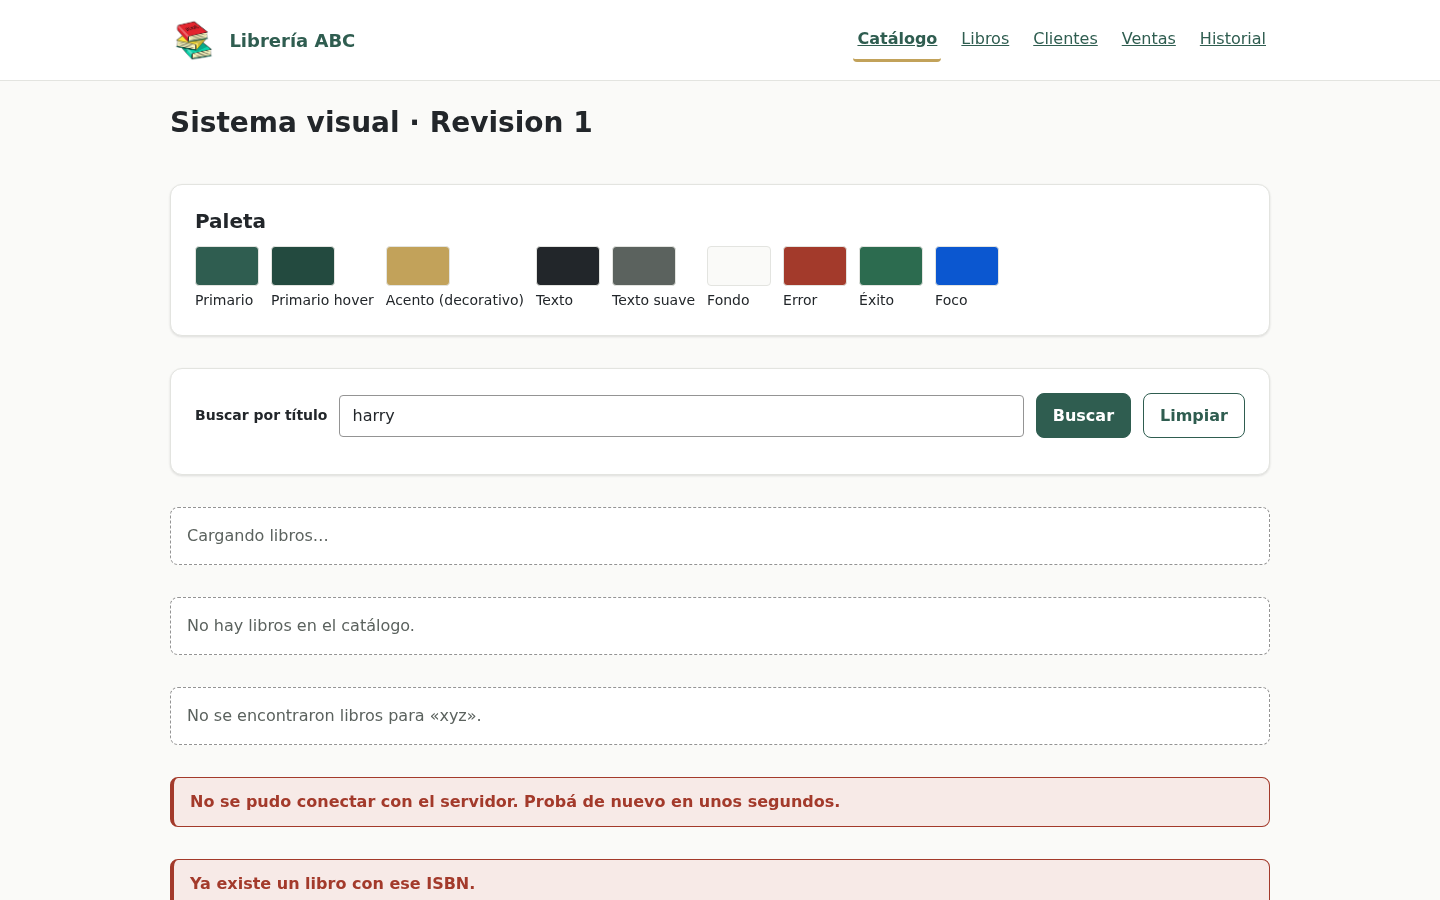 Librería ABC
Catálogo Libros Clientes Ventas Historial
Sistema visual · Revision 1
Paleta
Primario Primario hover Acento (decorativo) Texto Texto suave Fondo Error Éxito Foco
Buscar por título harry Buscar Limpiar
Cargando libros…
No hay libros en el catálogo.
No se encontraron libros para «xyz».
No se pudo conectar con el servidor. Probá de nuevo en unos segundos.
Ya existe un libro con ese ISBN.